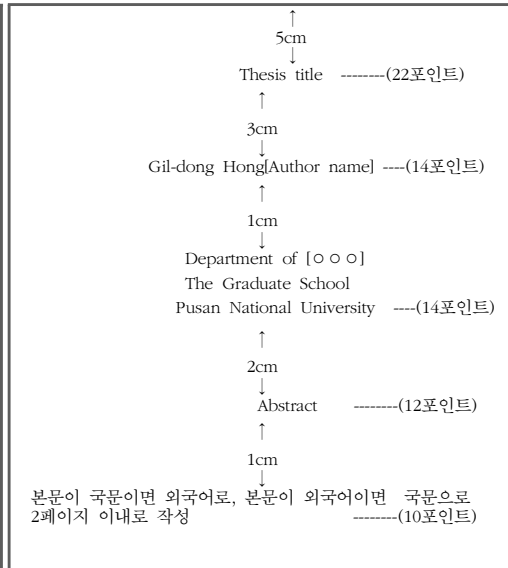 ↑
5cm
↓
Thesis title --------(22포인트)
↑
3cm
↓
Gil-dong Hong[Author name] ----(14포인트)
↑
1cm
↓
Department of [○○○]
The Graduate School
Pusan National University ----(14포인트)
↑
2cm
↓
Abstract --------(12포인트)
↑
1cm
↓
본문이 국문이면 외국어로, 본문이 외국어이면 국문으로
2페이지 이내로 작성 --------(10포인트)